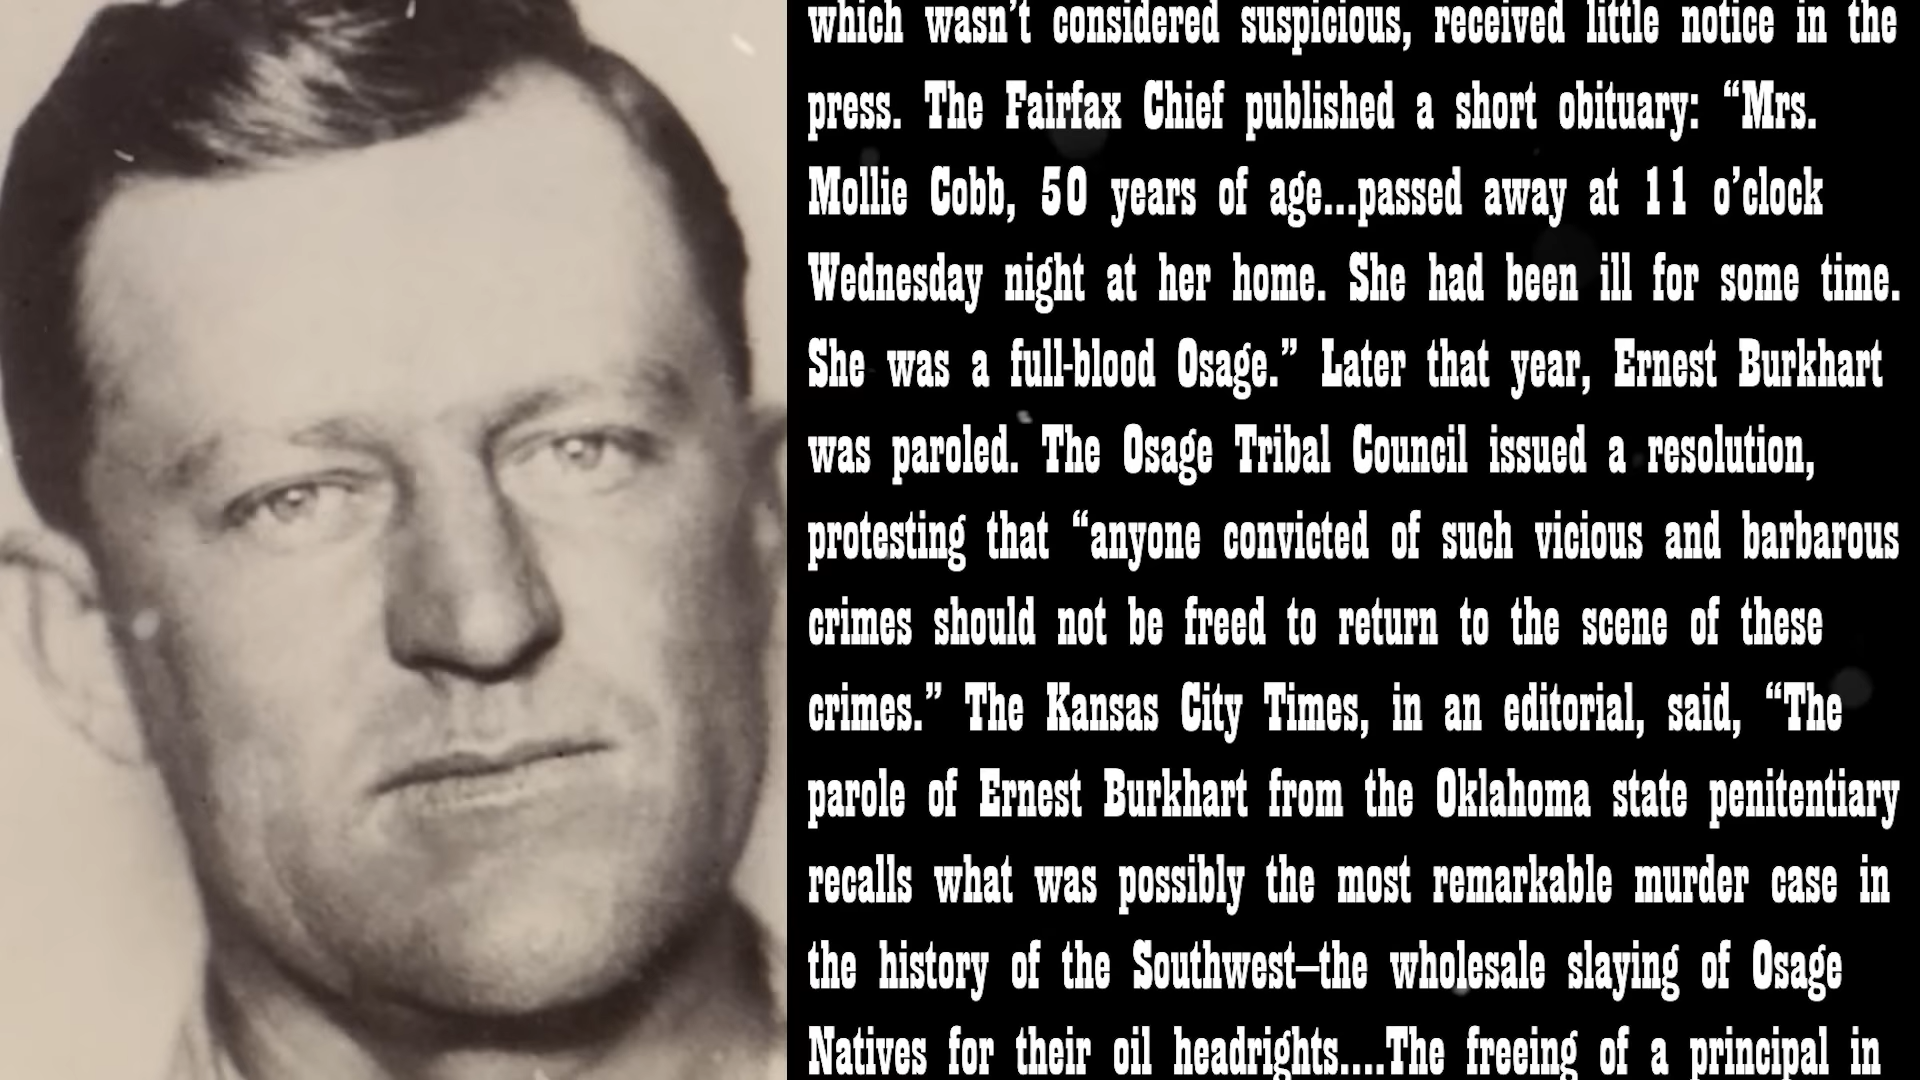 which wasn’t considered suspicious, received little notice in the
press. The Fairfax Chief published a short obituary: “Mrs.
Mollie Cobb, 50 years of age...passed away at 11 o’clock
Wednesday night at her home. She had been ill for some time.
She was a full-blood Osage.” Later that year, Ernest Burkhart
was paroled. The Osage Tribal Council issued a resolution,
protesting that “anyone convicted of such vicious and barbarous
crimes should not be freed to return to the scene of these
crimes.” The Kansas City Times, in an editorial, said, “The
parole of Ernest Burkhart from the Oklahoma state penitentiary
recalls what was possibly the most remarkable murder case in
the history of the Southwest–the wholesale slaying of Osage
Natives for their oil headrights....The freeing of a principal in